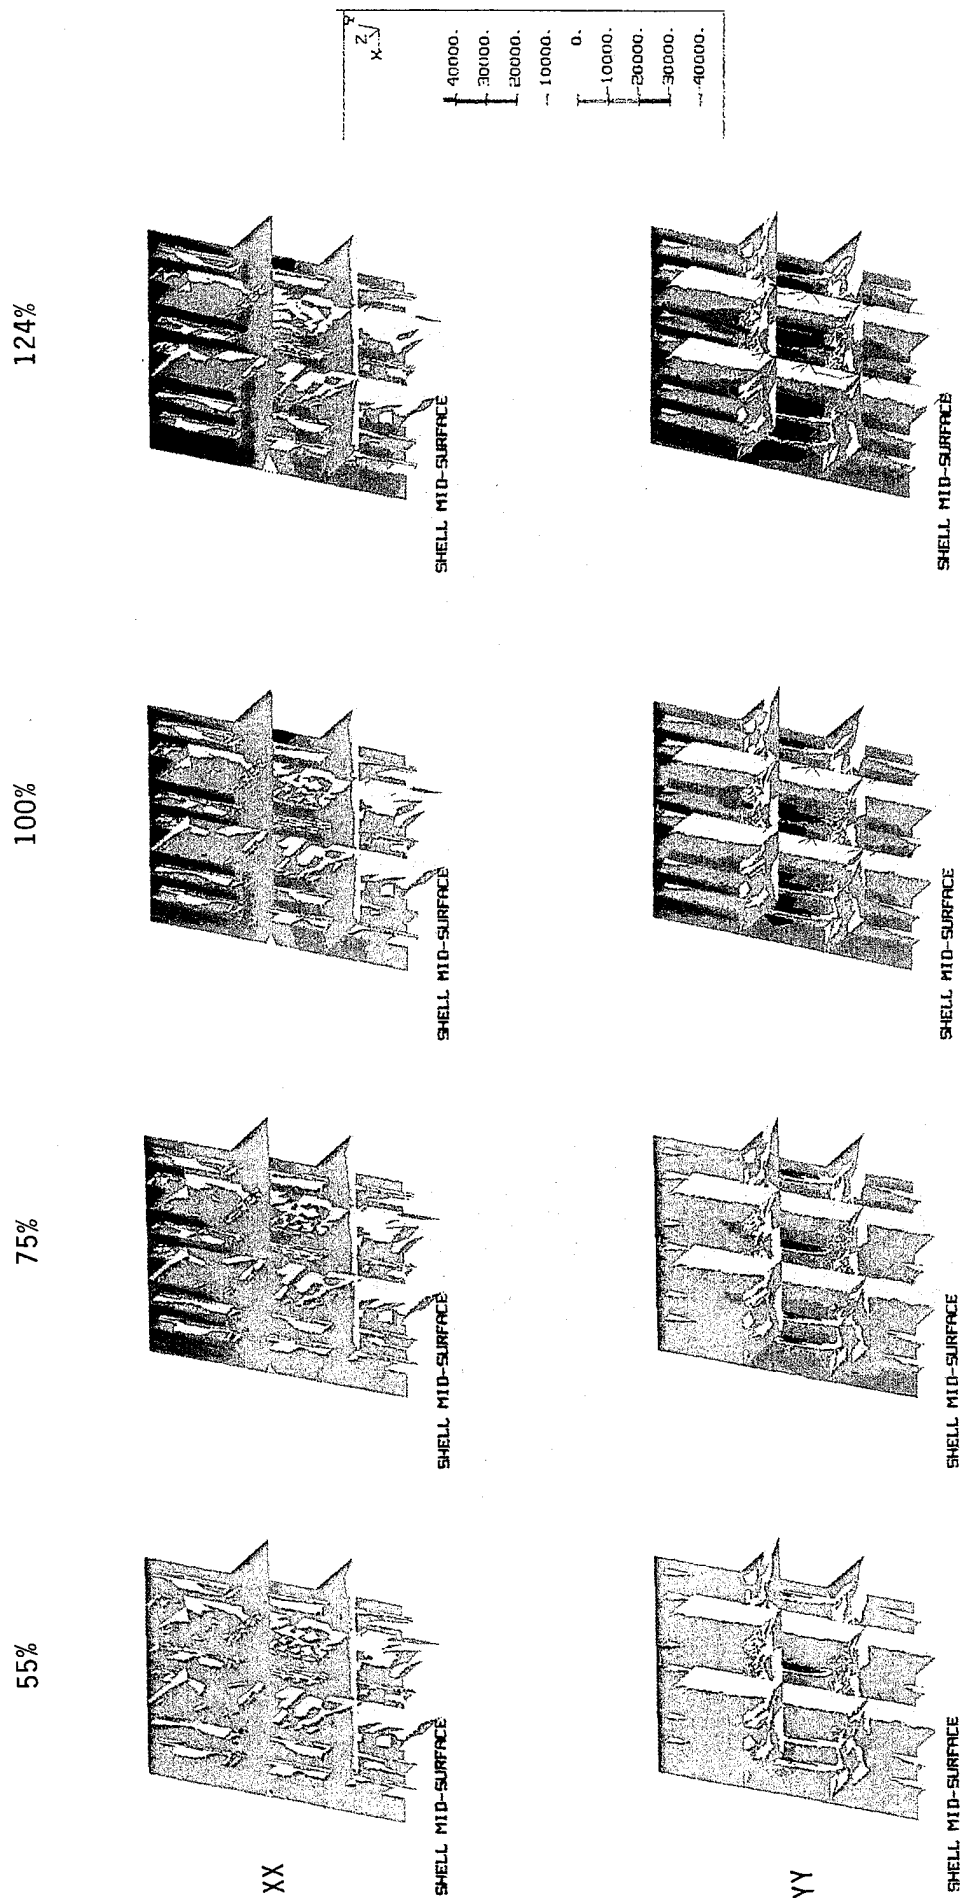 55%
75%
100%
124%
XX
SHELL MID-SURFACE
SHELL MID-SURFACE
SHELL MID-SURFACE
SHELL MID-SURFACE
YY
SHELL MID-SURFACE
SHELL MID-SURFACE
SHELL MID-SURFACE
SHELL MID-SURFACE
Y
Z
X
40000.
30000.
20000.
10000.
0.
-10000.
-20000.
-30000.
-40000.